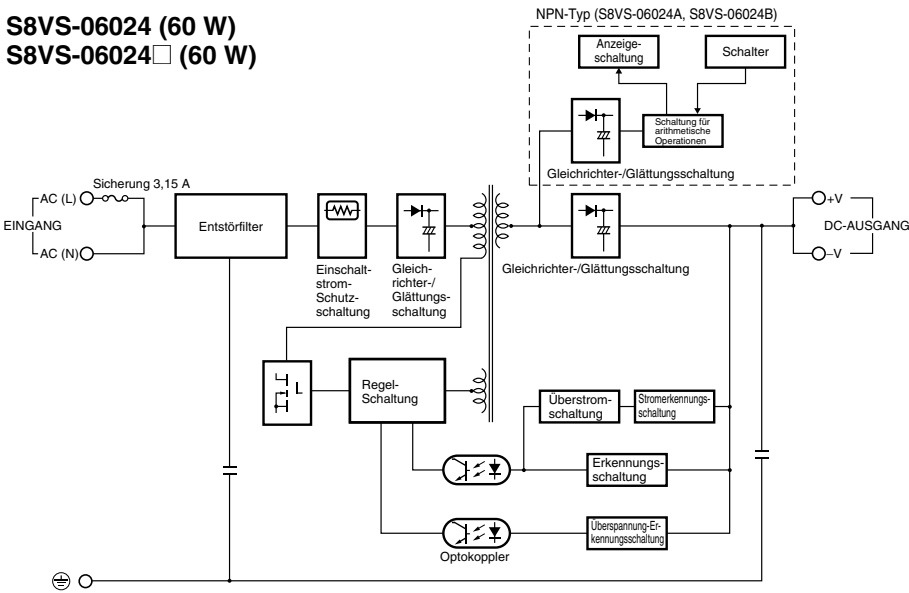 S8VS-06024 (60 W)
S8VS-06024□ (60 W)
NPN-Typ (S8VS-06024A, S8VS-06024B)
Anzeige-
schaltung
Schalter
Schaltung für
arithmetische
Operationen
Gleichrichter-/Glättungsschaltung
Sicherung 3,15 A
AC (L)
EINGANG
AC (N)
Entstörfilter
Einschalt-
strom-
Schutz-
schaltung
Gleich-
richter-/
Glättungs-
schaltung
Gleichrichter-/Glättungsschaltung
+V
DC-AUSGANG
–V
Regel-
Schaltung
Überstrom-
schaltung
Stromerkennungs-
schaltung
Erkennungs-
schaltung
Überspannung-Er-
kennungsschaltung
Optokoppler